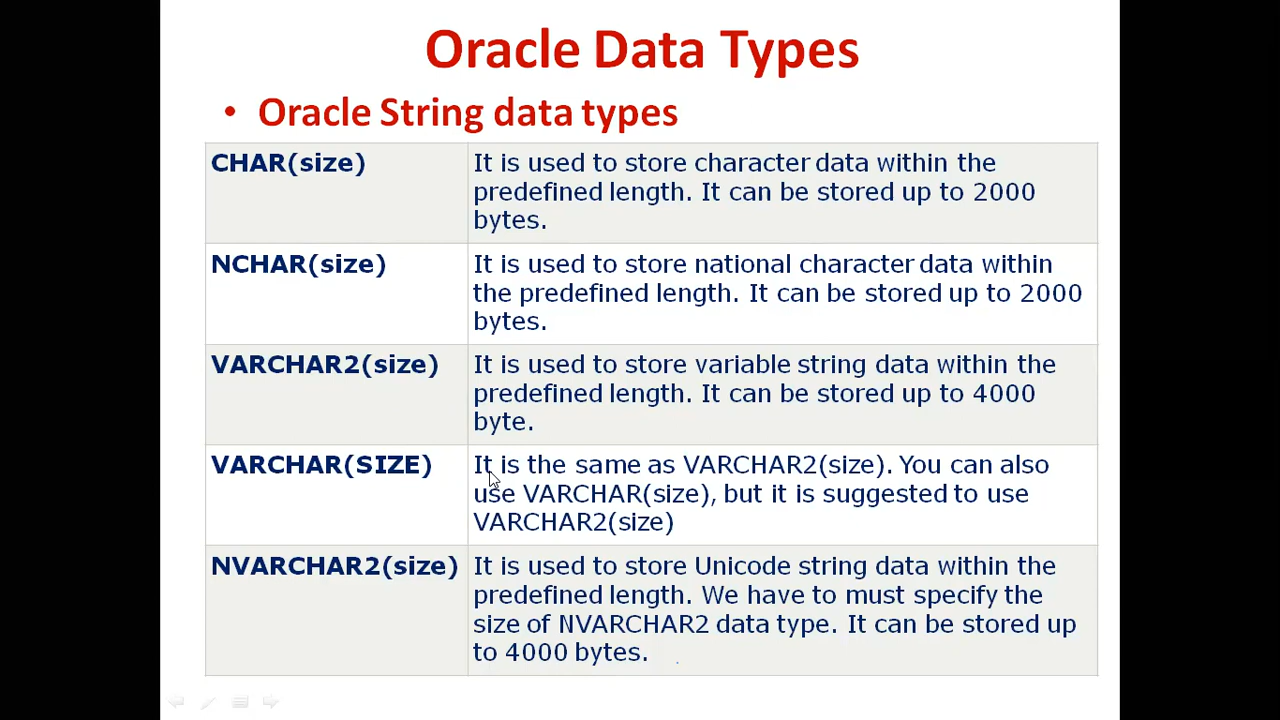 Oracle Data Types
• Oracle String data types
CHAR(size)
It is used to store character data within the
predefined length. It can be stored up to 2000
bytes.
NCHAR(size)
It is used to store national character data within
the predefined length. It can be stored up to 2000
bytes.
VARCHAR2(size)
It is used to store variable string data within the
predefined length. It can be stored up to 4000
byte.
VARCHAR(SIZE)
It is the same as VARCHAR2(size). You can also
use VARCHAR(size), but it is suggested to use
VARCHAR2(size)
NVARCHAR2(size)
It is used to store Unicode string data within the
predefined length. We have to must specify the
size of NVARCHAR2 data type. It can be stored up
to 4000 bytes.